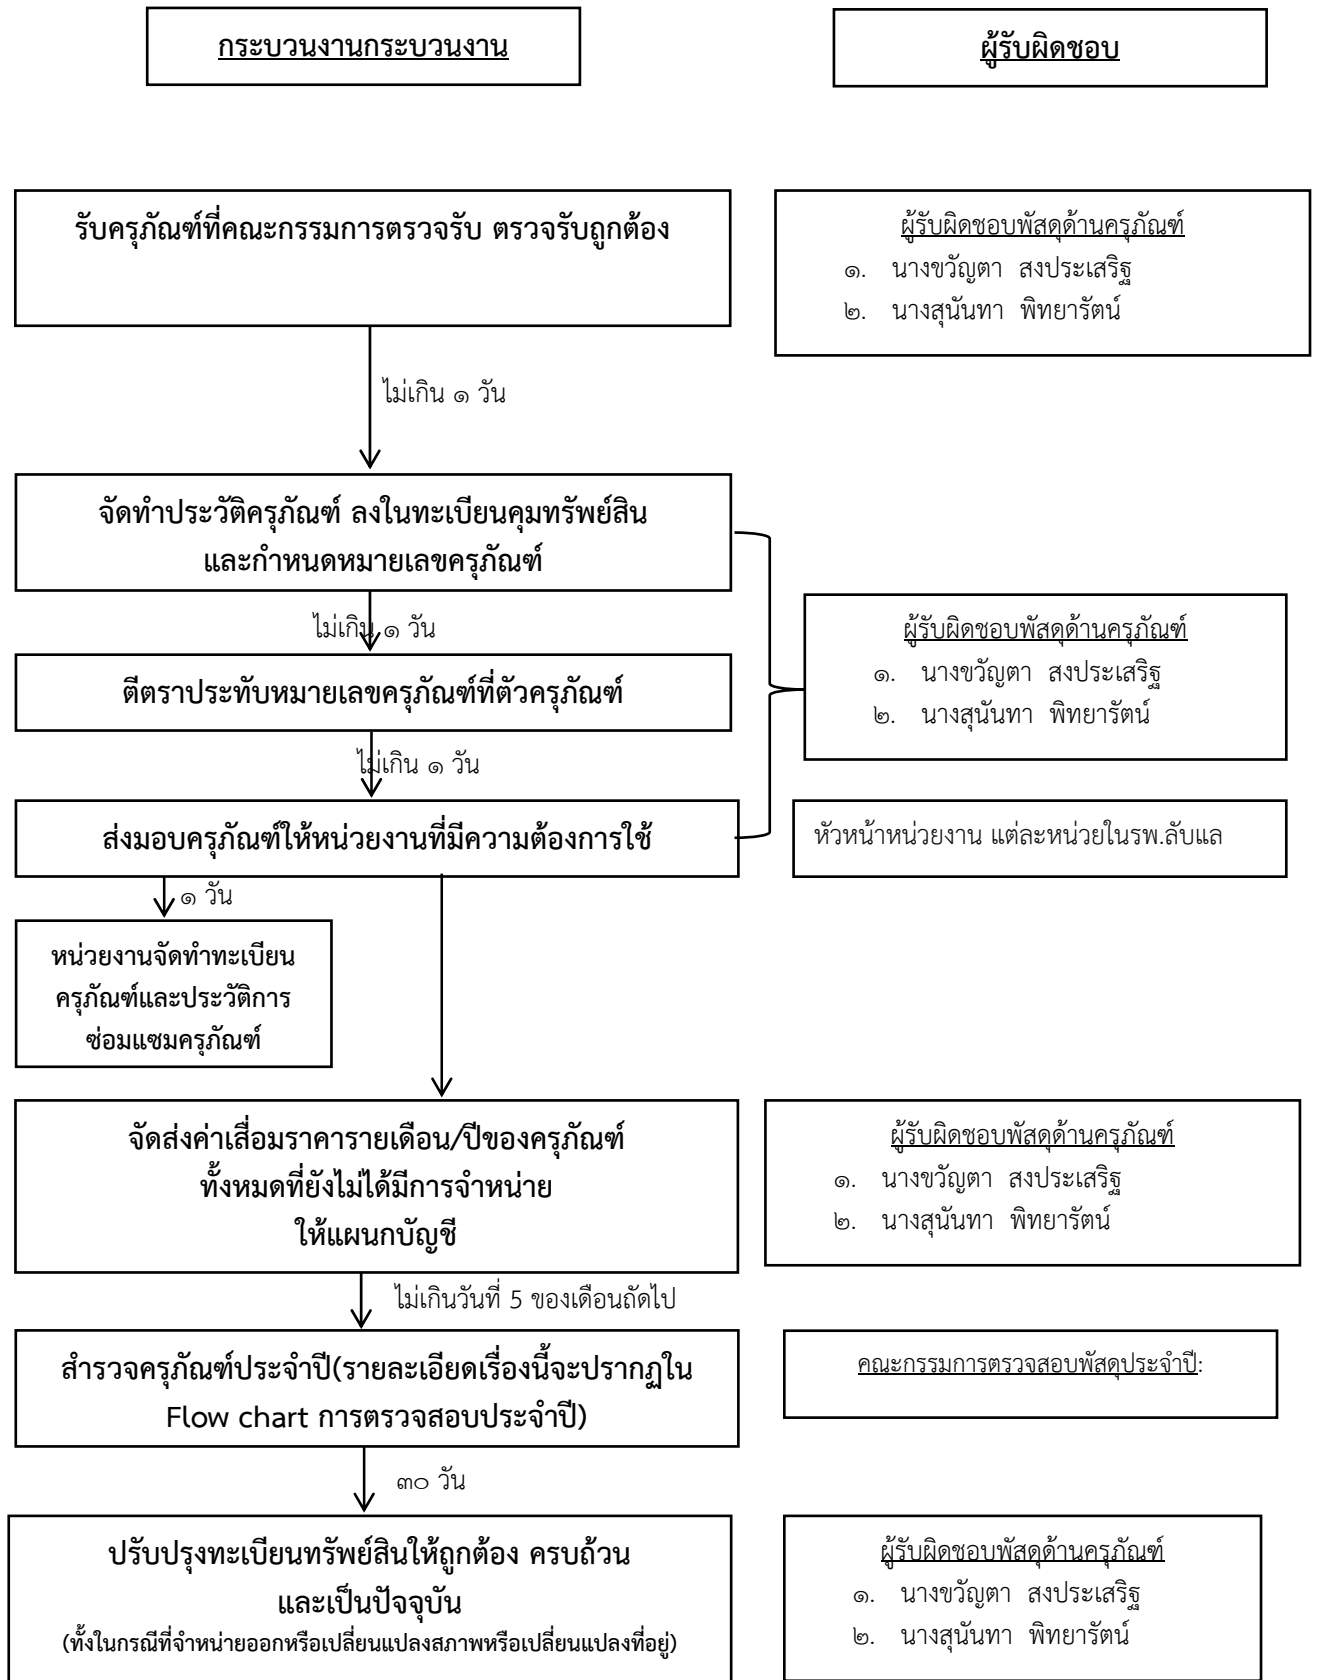 กระบวนงานกระบวนงาน
ผู้รับผิดชอบ
รับครุภัณฑ์ที่คณะกรรมการตรวจรับ ตรวจรับถูกต้อง
ผู้รับผิดชอบพัสดุด้านครุภัณฑ์
๑. นางขวัญตา สงประเสริฐ
๒. นางสุนันทา พิทยารัตน์
ไม่เกิน ๑ วัน
จัดทำประวัติครุภัณฑ์ ลงในทะเบียนคุมทรัพย์สิน
และกำหนดหมายเลขครุภัณฑ์
ไม่เกิน ๑ วัน
ผู้รับผิดชอบพัสดุด้านครุภัณฑ์
๑. นางขวัญตา สงประเสริฐ
๒. นางสุนันทา พิทยารัตน์
ตีตราประทับหมายเลขครุภัณฑ์ที่ตัวครุภัณฑ์
ไม่เกิน ๑ วัน
ส่งมอบครุภัณฑ์ให้หน่วยงานที่มีความต้องการใช้
หัวหน้าหน่วยงาน แต่ละหน่วยในรพ.ลับแล
๑ วัน
หน่วยงานจัดทำทะเบียน
ครุภัณฑ์และประวัติการ
ซ่อมแซมครุภัณฑ์
จัดส่งค่าเสื่อมราคารายเดือน/ปีของครุภัณฑ์
ทั้งหมดที่ยังไม่ได้มีการจำหน่าย
ให้แผนกบัญชี
ผู้รับผิดชอบพัสดุด้านครุภัณฑ์
๑. นางขวัญตา สงประเสริฐ
๒. นางสุนันทา พิทยารัตน์
ไม่เกินวันที่ 5 ของเดือนถัดไป
สำรวจครุภัณฑ์ประจำปี(รายละเอียดเรื่องนี้จะปรากฏใน
Flow chart การตรวจสอบประจำปี)
คณะกรรมการตรวจสอบพัสดุประจำปี:
๓๐ วัน
ปรับปรุงทะเบียนทรัพย์สินให้ถูกต้อง ครบถ้วน
และเป็นปัจจุบัน
(ทั้งในกรณีที่จำหน่ายออกหรือเปลี่ยนแปลงสภาพหรือเปลี่ยนแปลงที่อยู่)
ผู้รับผิดชอบพัสดุด้านครุภัณฑ์
๑. นางขวัญตา สงประเสริฐ
๒. นางสุนันทา พิทยารัตน์